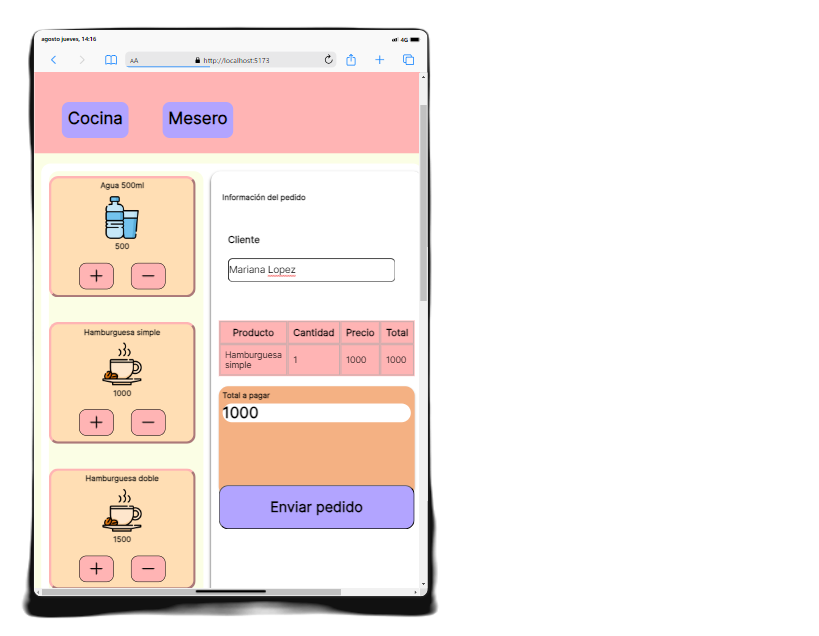 agosto jueves, 14:16
4G
AA
http://localhost:5173
Cocina
Mesero
Agua 500ml
500
+ −
Hamburguesa simple
1000
+ −
Hamburguesa doble
1500
+ −
Información del pedido
Cliente
Mariana Lopez
Producto Cantidad Precio Total
Hamburguesa
simple 1 1000 1000
Total a pagar
1000
Enviar pedido